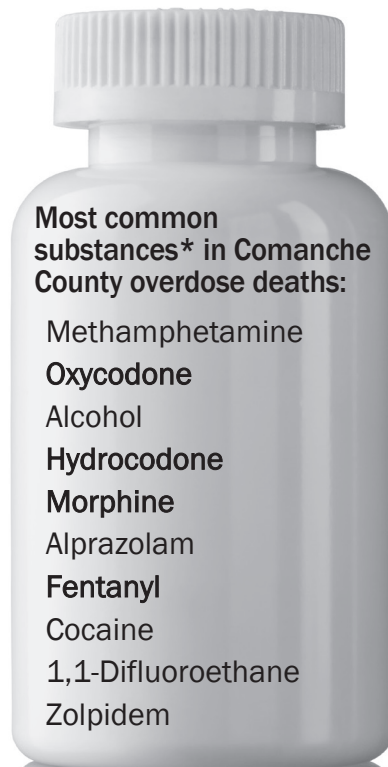 Most common
substances* in Comanche
County overdose deaths:
Methamphetamine
Oxycodone
Alcohol
Hydrocodone
Morphine
Alprazolam
Fentanyl
Cocaine
1,1-Difluoroethane
Zolpidem